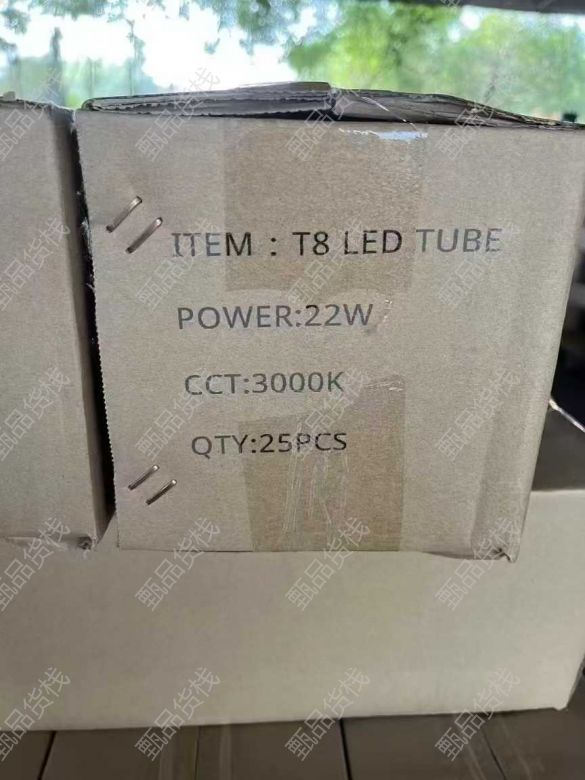 ITEM：T8 LED TUBE
POWER:22W
CCT:3000K
QTY:25PCS
甄品货栈